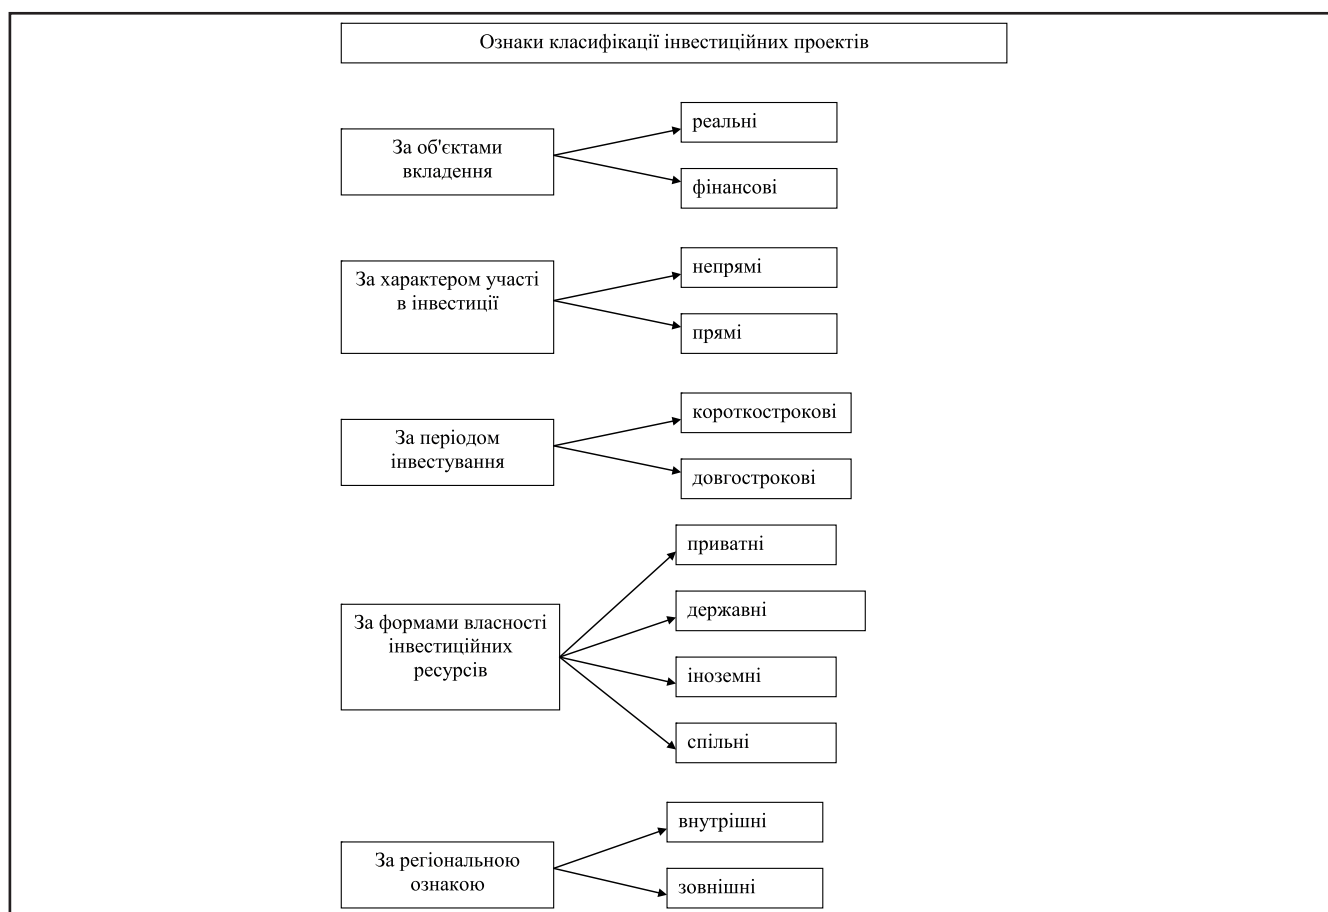 Ознаки класифікації інвестиційних проектів
За об'єктами
вкладення
реальні
фінансові
За характером участі
в інвестиції
непрямі
прямі
За періодом
інвестування
короткострокові
довгострокові
За формами власності
інвестиційних
ресурсів
приватні
державні
іноземні
спільні
За регіональною
ознакою
внутрішні
зовнішні